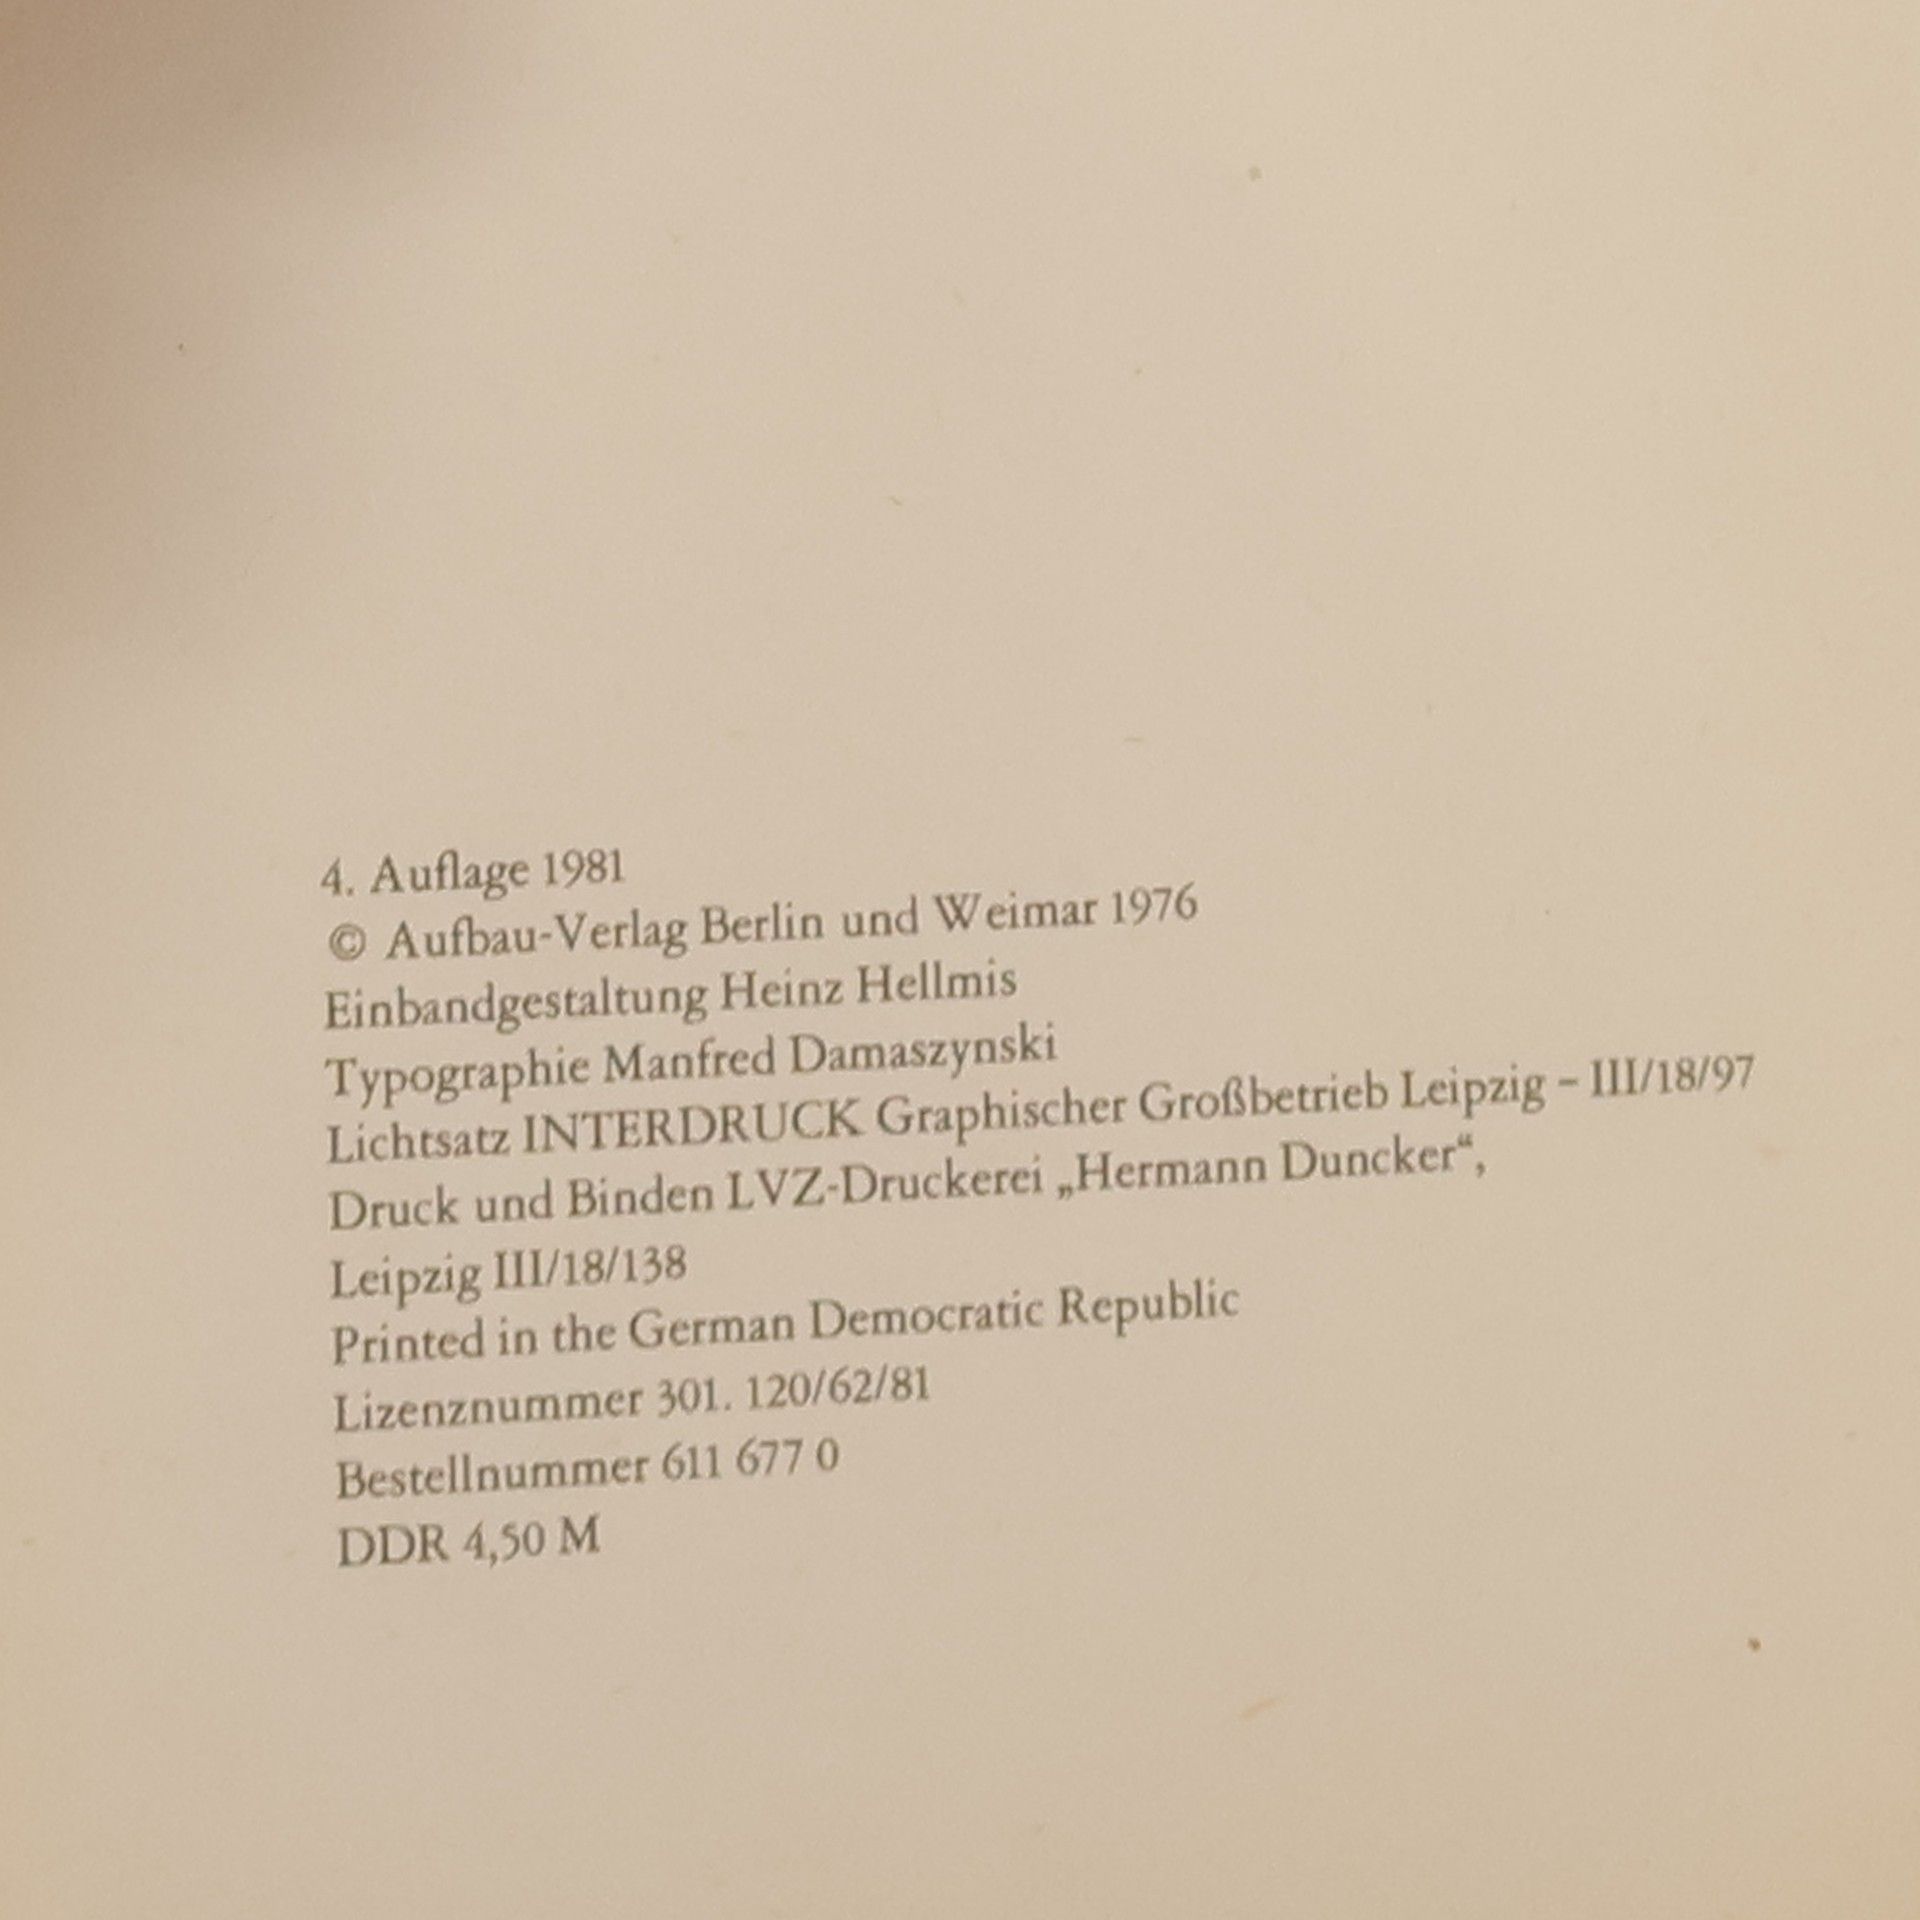 4. Auflage 1981
© Aufbau-Verlag Berlin und Weimar 1976
Einbandgestaltung Heinz Hellmis
Typographie Manfred Damaszynski
Lichtsatz INTERDRUCK Graphischer Großbetrieb Leipzig – III/18/97
Druck und Binden LVZ-Druckerei „Hermann Duncker“,
Leipzig III/18/138
Printed in the German Democratic Republic
Lizenznummer 301. 120/62/81
Bestellnummer 611 677 0
DDR 4,50 M